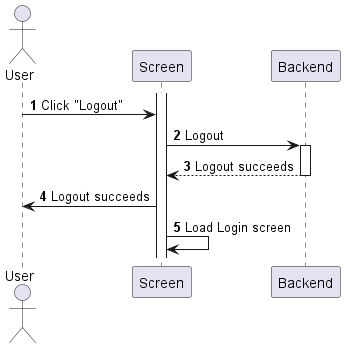 User
Screen
Backend
1 Click "Logout"
2 Logout
3 Logout succeeds
4 Logout succeeds
5 Load Login screen
User
Screen
Backend